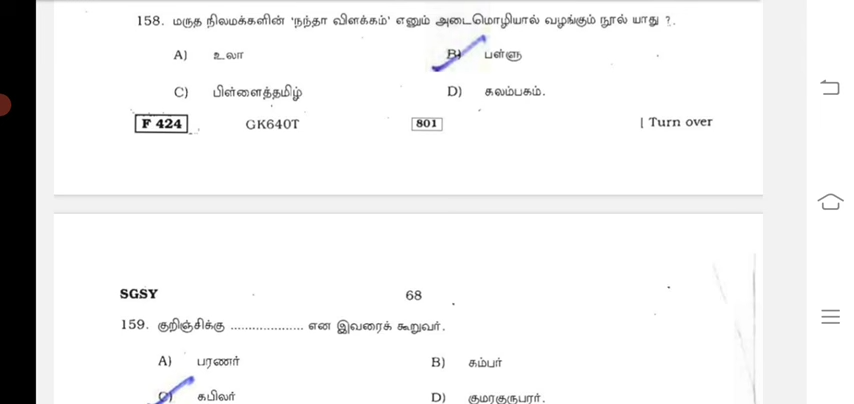 158. மருத நிலமக்களின் 'நந்தா விளக்கம்' எனும் அடைமொழியால் வழங்கும் நூல் யாது ?.
A) உலா B) பள்ளு
C) பிள்ளைத்தமிழ் D) கலம்பகம்.
F 424 GK640T 801 | Turn over
SGSY 68
159. குறிஞ்சிக்கு .................... என இவரைக் கூறுவர்.
A) பரணர் B) கம்பர்
C) கபிலர் D) குமரகுருபரர்.